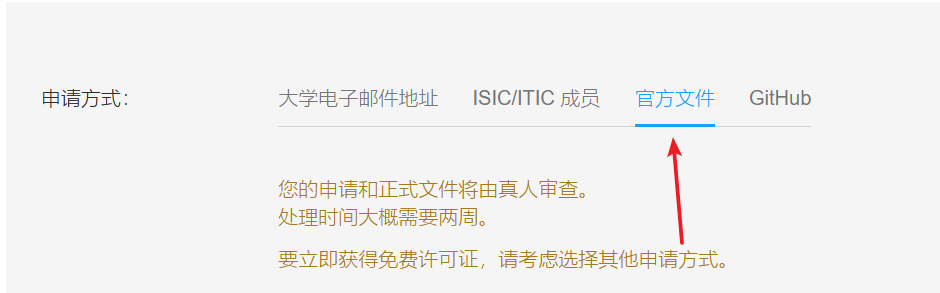 申请方式：
大学电子邮件地址 ISIC/ITIC 成员 官方文件 GitHub
您的申请和正式文件将由真人审查。
处理时间大概需要两周。
要立即获得免费许可证，请考虑选择其他申请方式。